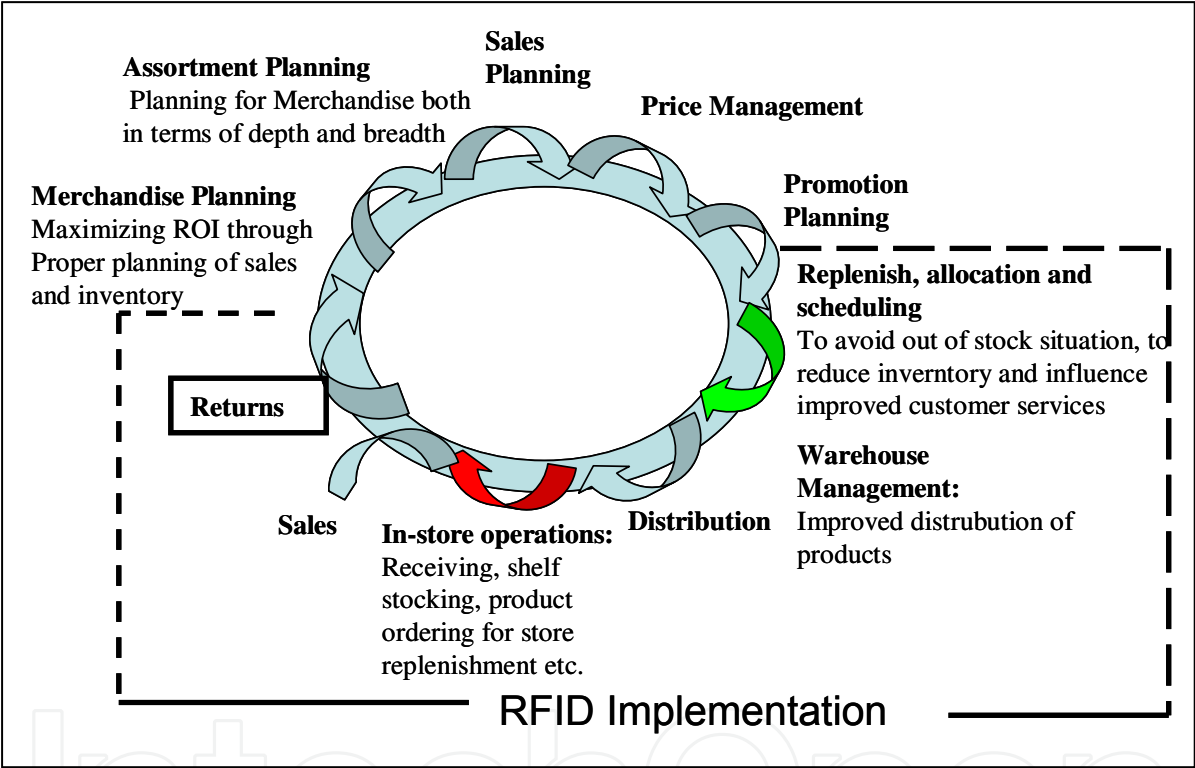 Sales
Planning
Assortment Planning
Planning for Merchandise both
in terms of depth and breadth
Price Management
Merchandise Planning
Maximizing ROI through
Proper planning of sales
and inventory
Promotion
Planning
Replenish, allocation and
scheduling
To avoid out of stock situation, to
reduce inverntory and influence
improved customer services
Returns
Warehouse
Management:
Improved distrubution of
products
Sales
In-store operations:
Receiving, shelf
stocking, product
ordering for store
replenishment etc.
Distribution
RFID Implementation
IntechOpen